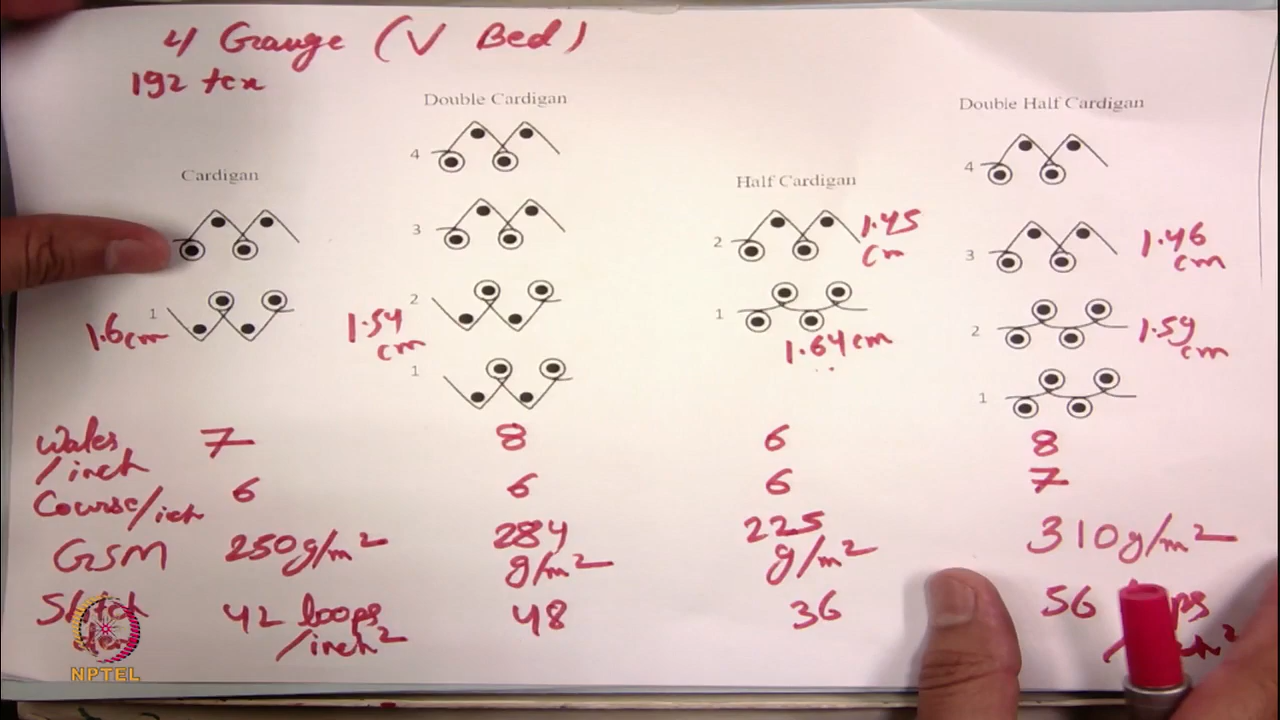 4 Gauge (V Bed)
192 tex
Cardigan
1
1.6cm
Double Cardigan
4
3
2
1
1.54
cm
Half Cardigan
2
1.45
cm
1
1.64cm
Double Half Cardigan
4
3
1.46
cm
2
1.59
cm
1
Wales
/inch 7 8 6 8
Course/ich 6 6 6 7
GSM 250g/m² 284 g/m² 225 g/m² 310g/m²
42 loops /inch² 48 36 56
NPTEL